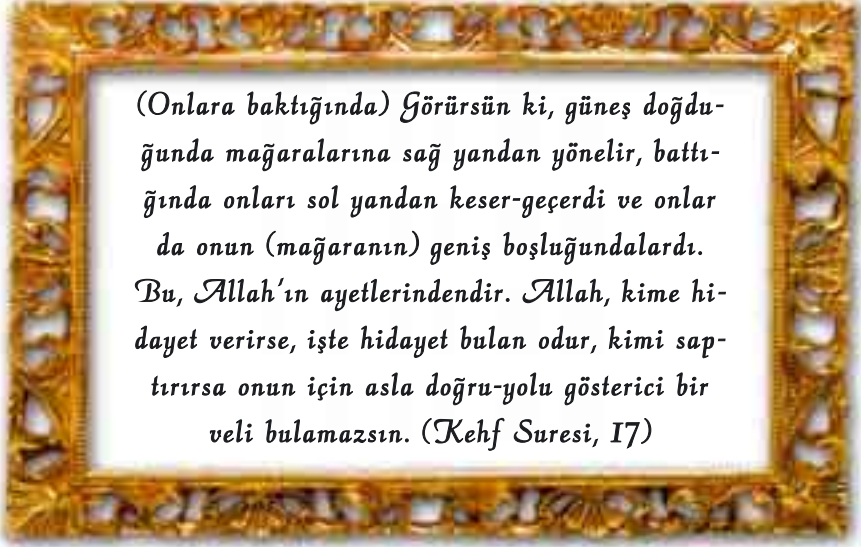 (Onlara baktığında) Görürsün ki, güneş doğdu-
ğunda mağaralarına sağ yandan yönelir, battı-
ğında onları sol yandan keser-geçerdi ve onlar
da onun (mağaranın) geniş boşluğundalardı.
Bu, Allah'ın ayetlerindendir. Allah, kime hi-
dayet verirse, işte hidayet bulan odur, kimi sap-
tırırsa onun için asla doğru-yolu gösterici bir
veli bulamazsın. (Kehf Suresi, 17)